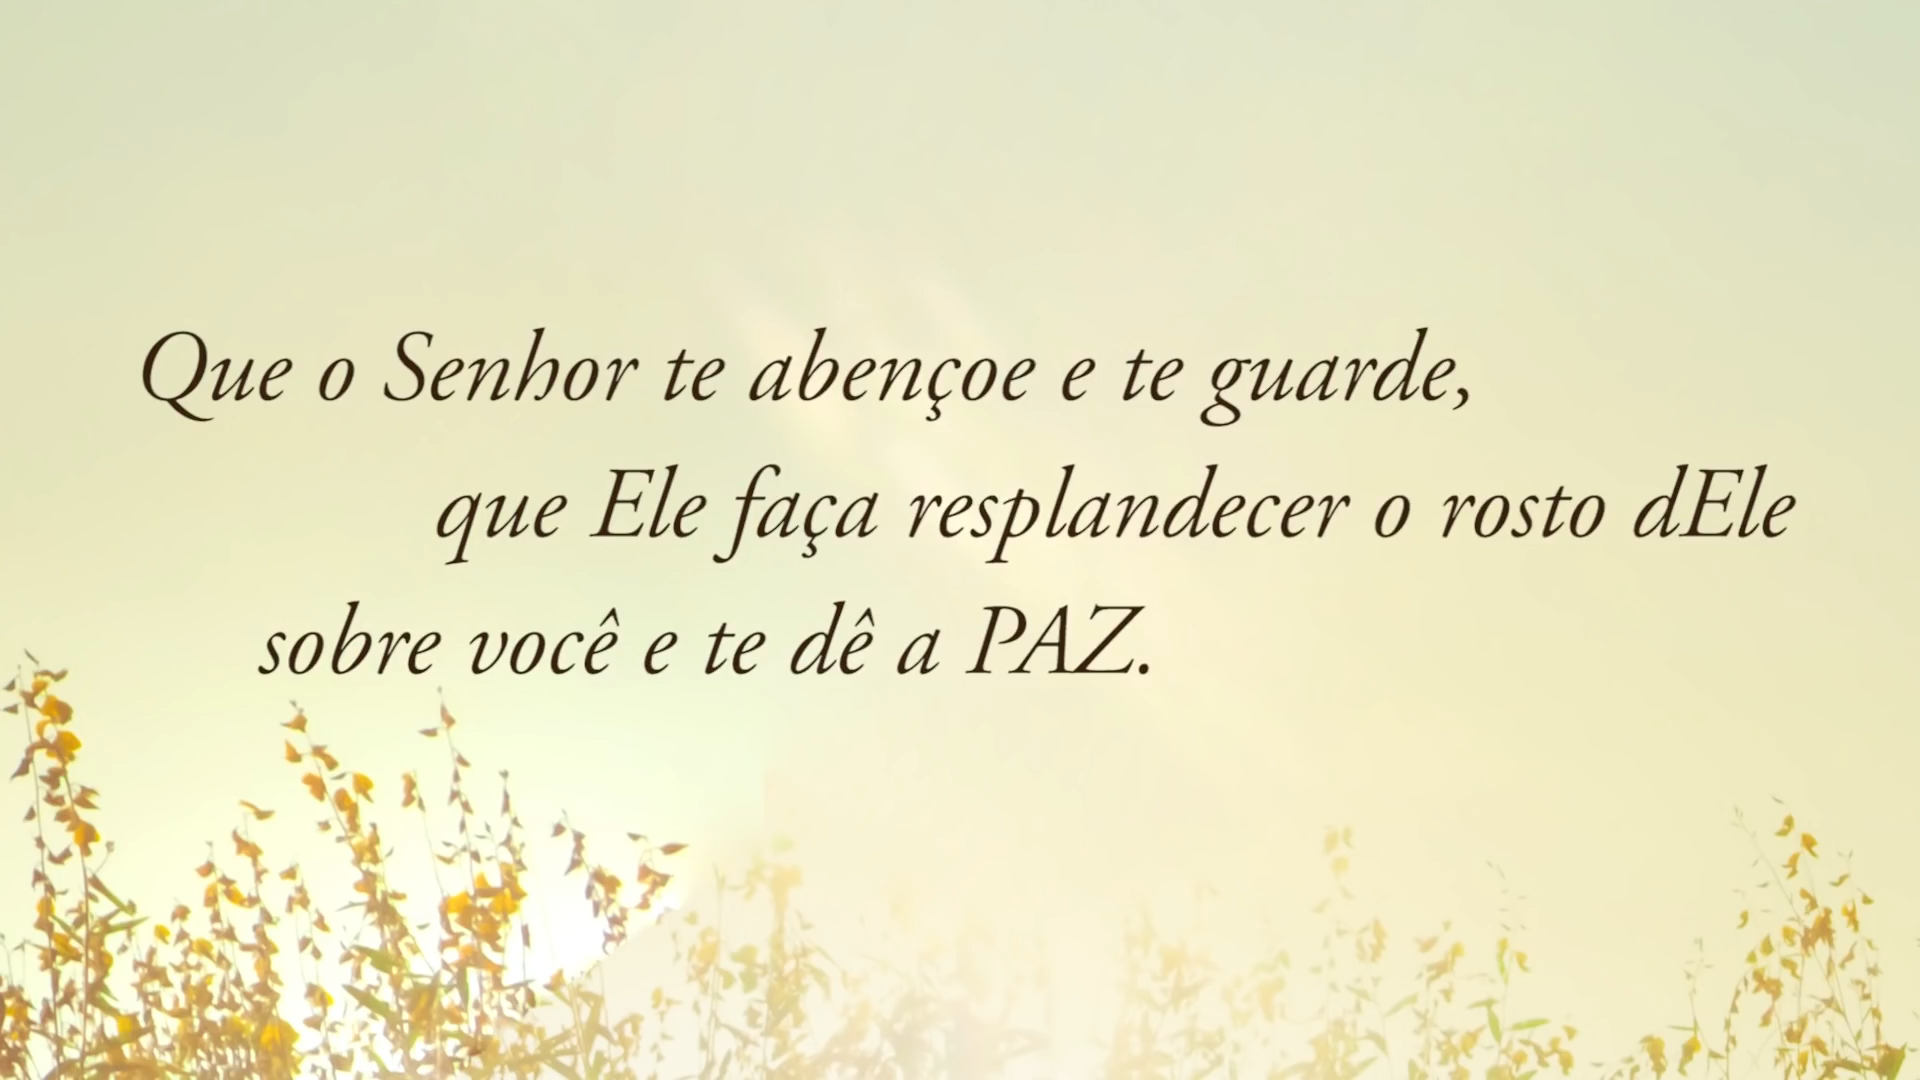 Que o Senhor te abençoe e te guarde,
que Ele faça resplandecer o rosto dEle
sobre você e te dê a PAZ.